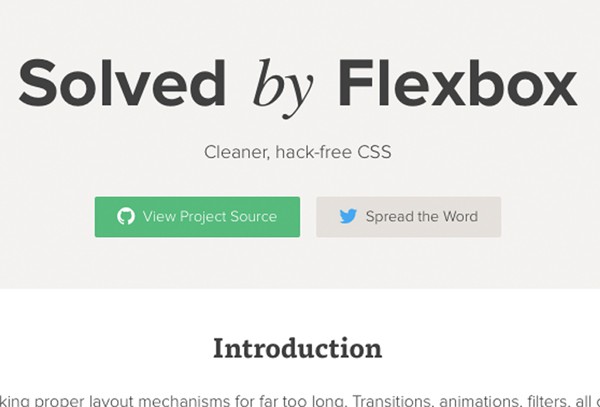 Solved by Flexbox
Cleaner, hack-free CSS
View Project Source
Spread the Word
Introduction
king proper layout mechanisms for far too long. Transitions, animations, filters, all